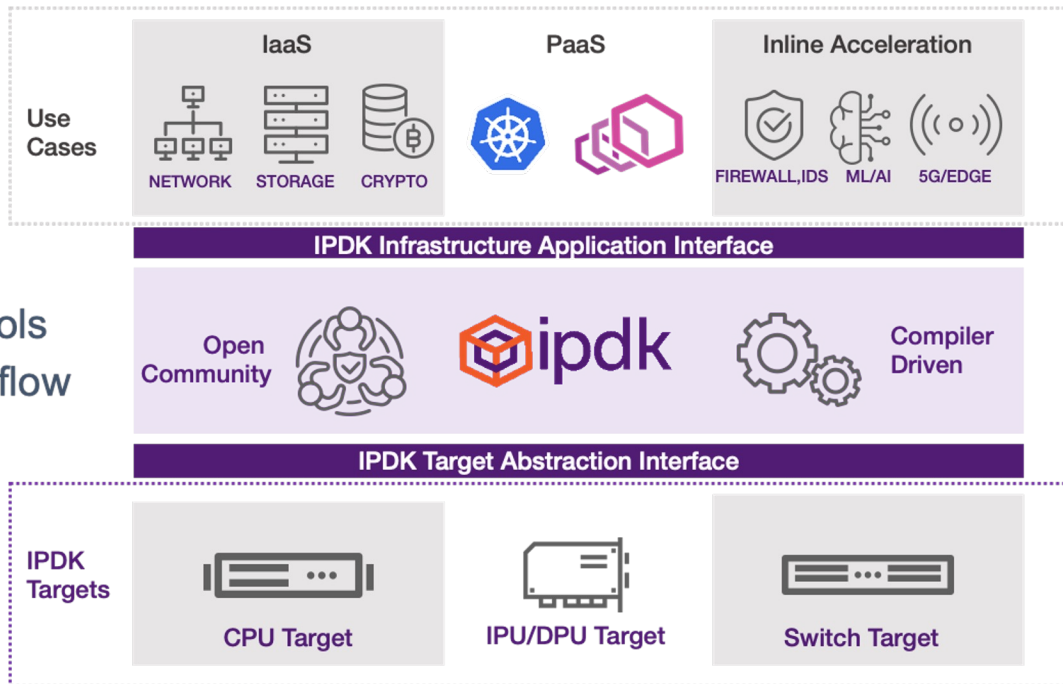 IaaS
PaaS
Inline Acceleration
Use
Cases
NETWORK
STORAGE
CRYPTO
FIREWALL,IDS
ML/AI
5G/EDGE
IPDK Infrastructure Application Interface
flow
Open
Community
ipdk
Compiler
Driven
IPDK Target Abstraction Interface
IPDK
Targets
CPU Target
IPU/DPU Target
Switch Target